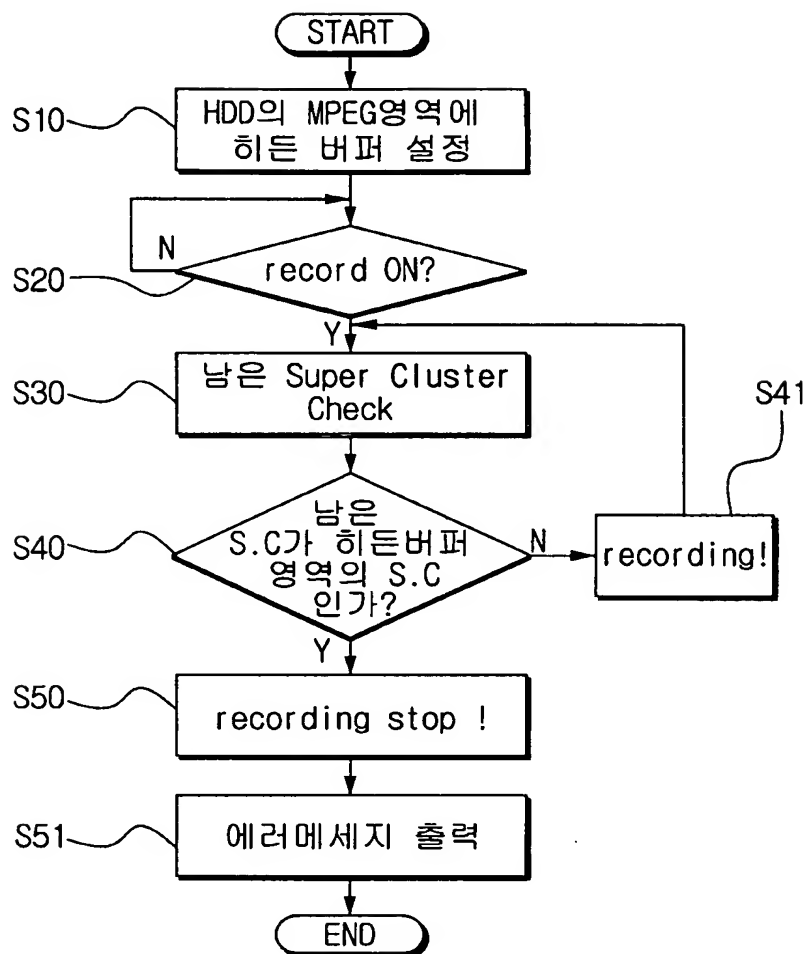 START
S10
HDD의 MPEG영역에
히든 버퍼 설정
N
S20
record ON?
Y
S30
남은 Super Cluster
Check
S41
S40
남은
S.C가 히든버퍼
영역의 S.C
인가?
N
recording!
Y
S50
recording stop !
S51
에러메세지 출력
END